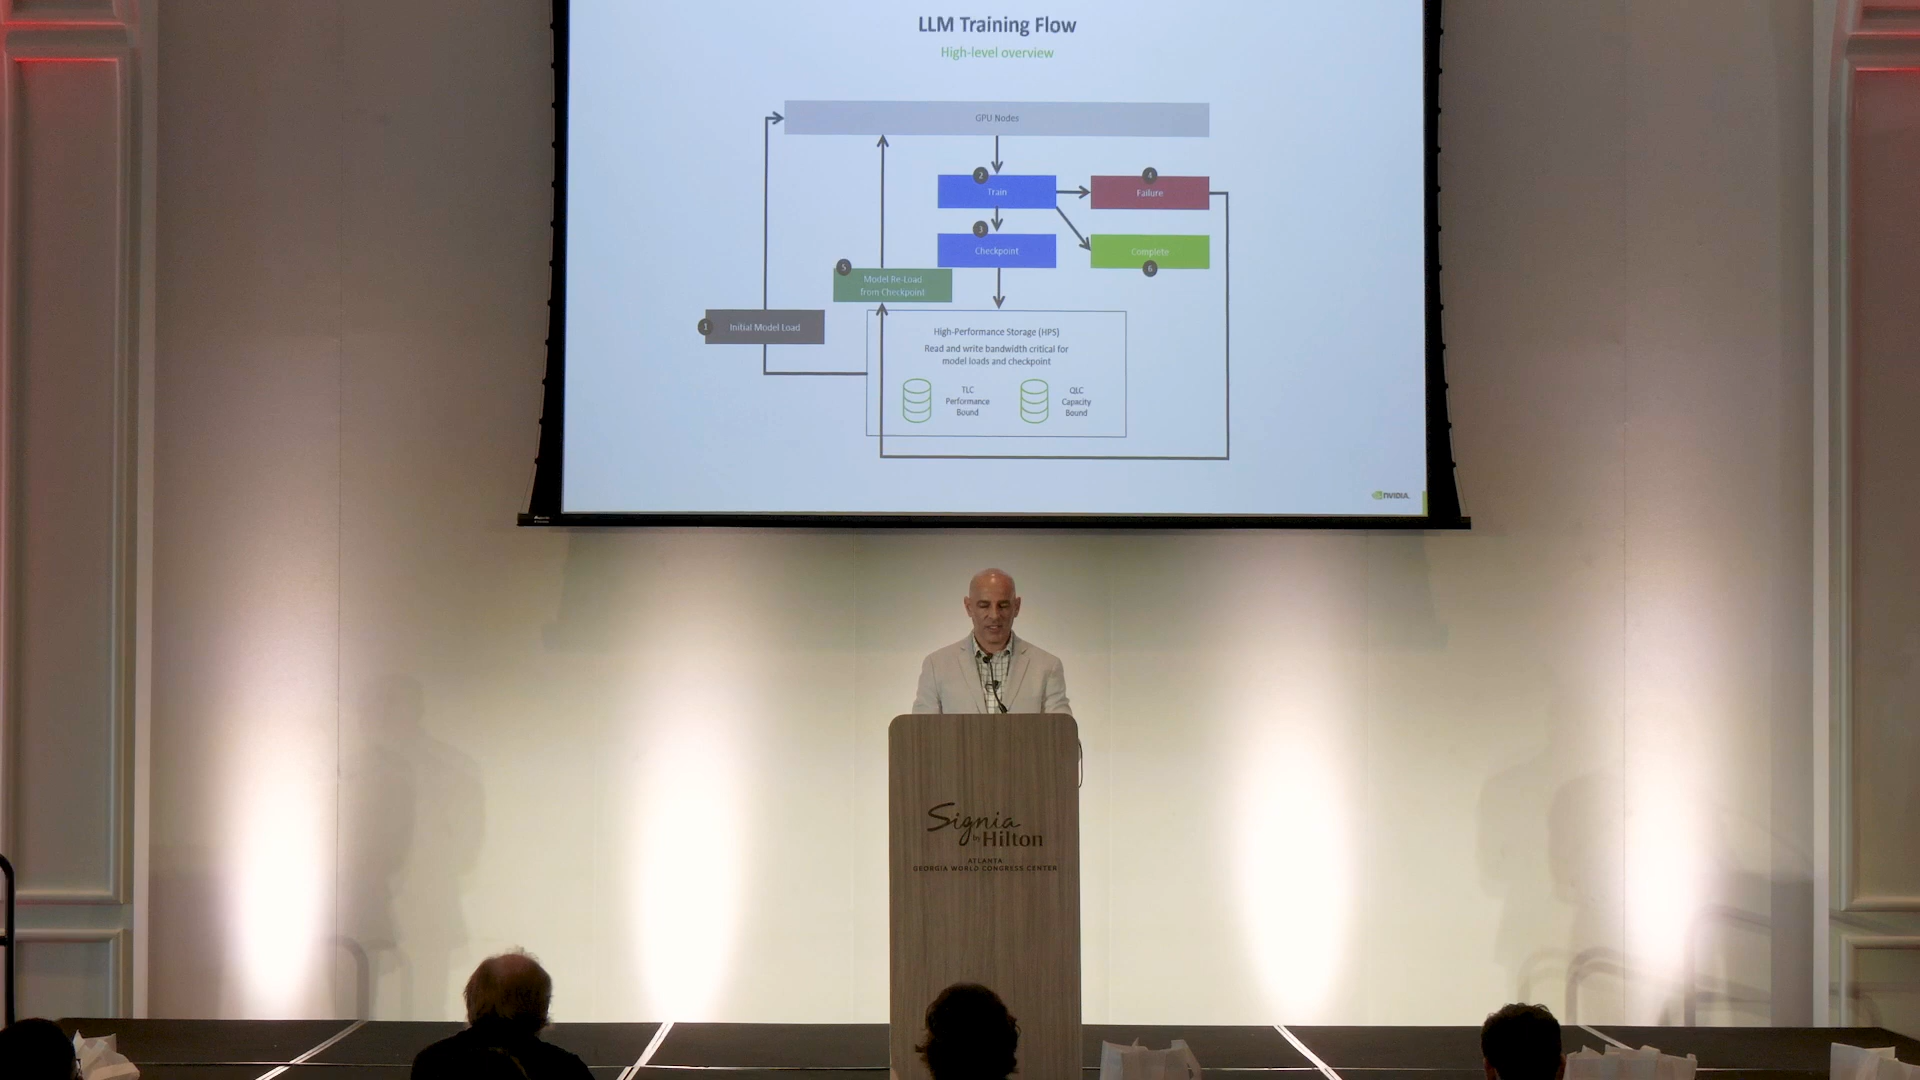 LLM Training Flow
High-level overview
GPU Nodes
2
Train
4
Failure
3
Checkpoint
Complete
6
5
Model Re-Load
from Checkpoint
1
Initial Model Load
High-Performance Storage (HPS)
Read and write bandwidth critical for
model loads and checkpoint
TLC
Performance
Bound
QLC
Capacity
Bound
NVIDIA
Signia
by Hilton
ATLANTA
GEORGIA WORLD CONGRESS CENTER